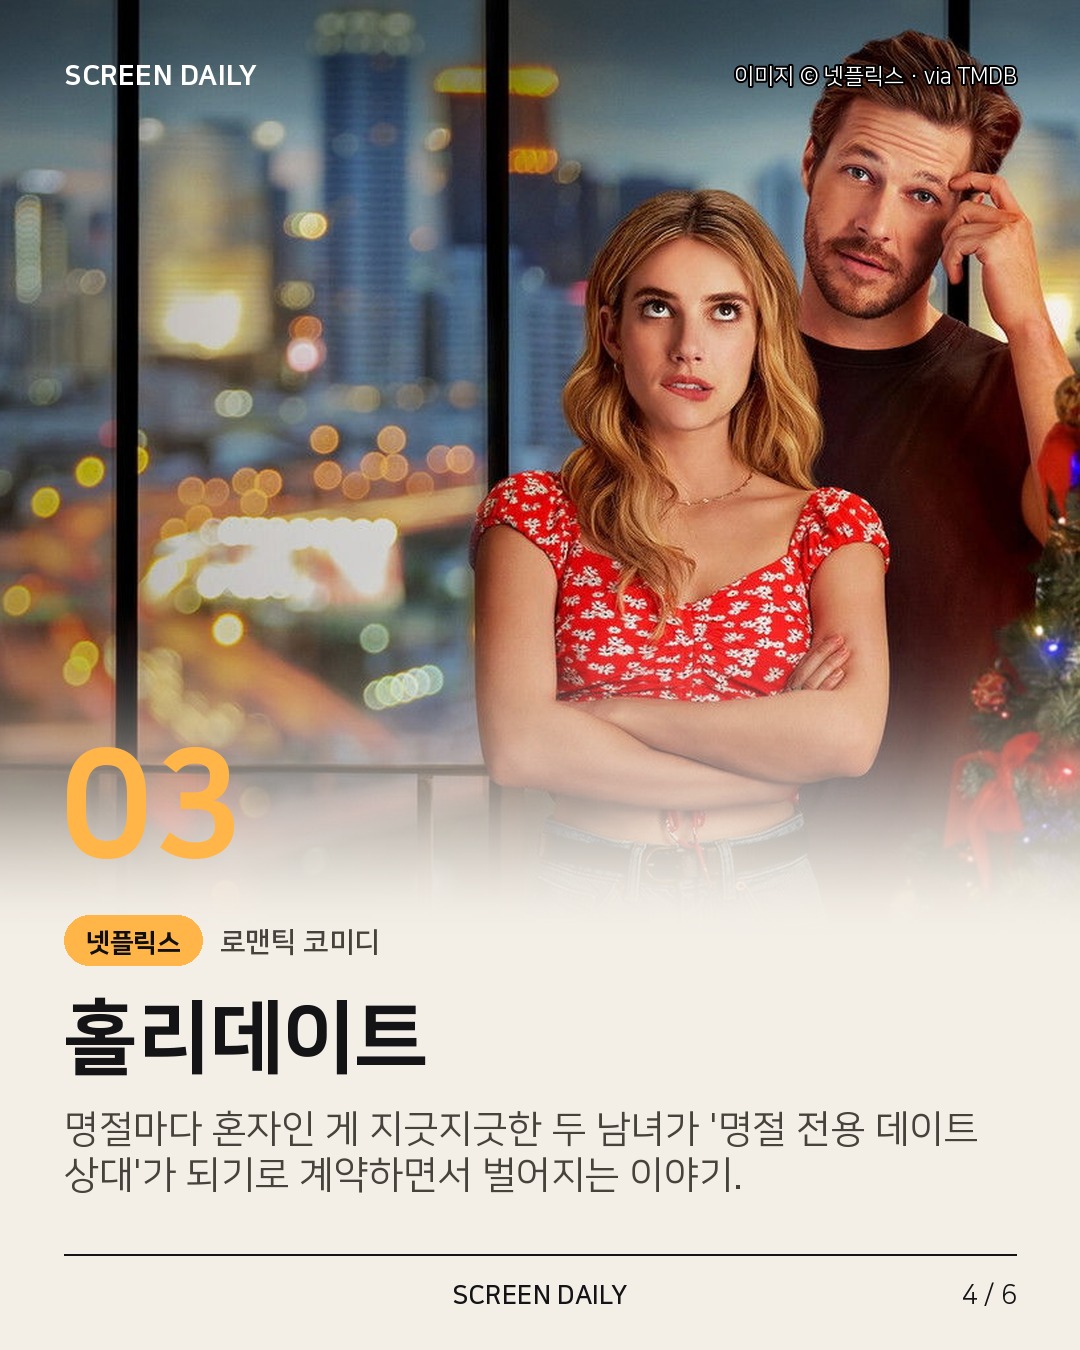 SCREEN DAILY
이미지 © 넷플릭스 · via TMDB
03
넷플릭스 로맨틱 코미디
홀리데이트
명절마다 혼자인 게 지긋지긋한 두 남녀가 '명절 전용 데이트
상대'가 되기로 계약하면서 벌어지는 이야기.
SCREEN DAILY
4 / 6